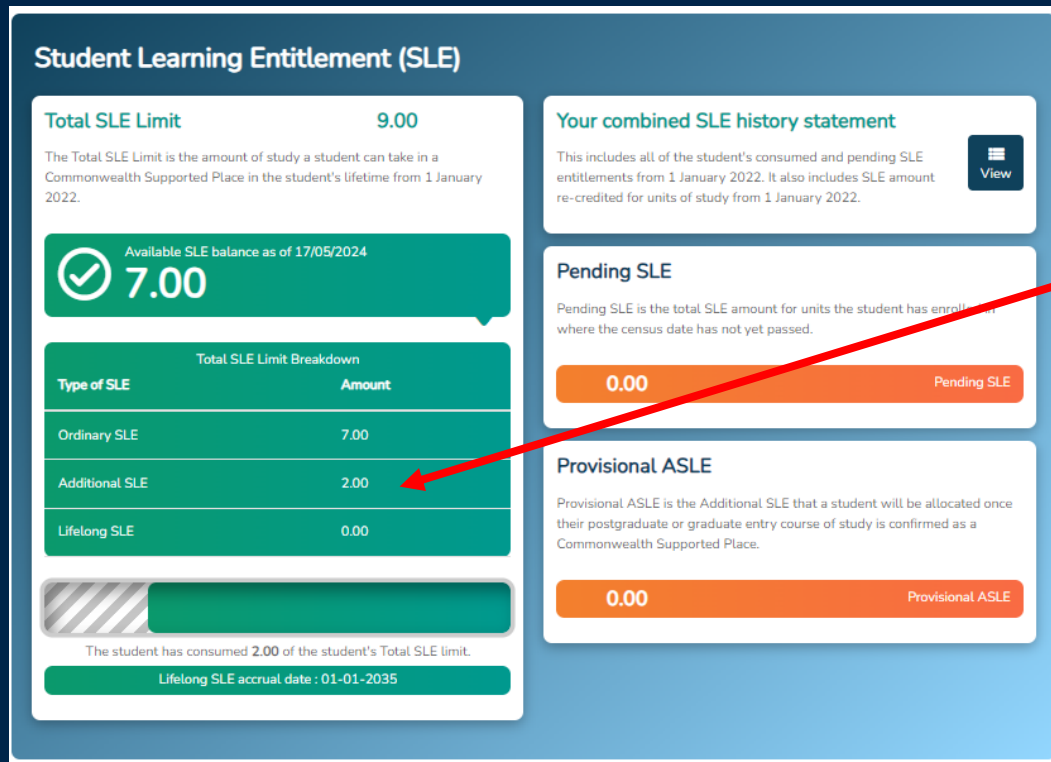 Student Learning Entitlement (SLE)
Total SLE Limit 9.00
The Total SLE Limit is the amount of study a student can take in a
Commonwealth Supported Place in the student's lifetime from 1 January
2022.
Available SLE balance as of 17/05/2024
7.00
Total SLE Limit Breakdown
Type of SLE Amount
Ordinary SLE 7.00
Additional SLE 2.00
Lifelong SLE 0.00
The student has consumed 2.00 of the student's Total SLE limit.
Lifelong SLE accrual date : 01-01-2035
Your combined SLE history statement
This includes all of the student's consumed and pending SLE
entitlements from 1 January 2022. It also includes SLE amount
re-credited for units of study from 1 January 2022.
View
Pending SLE
Pending SLE is the total SLE amount for units the student has enrolled in
where the census date has not yet passed.
0.00 Pending SLE
Provisional ASLE
Provisional ASLE is the Additional SLE that a student will be allocated once
their postgraduate or graduate entry course of study is confirmed as a
Commonwealth Supported Place.
0.00 Provisional ASLE